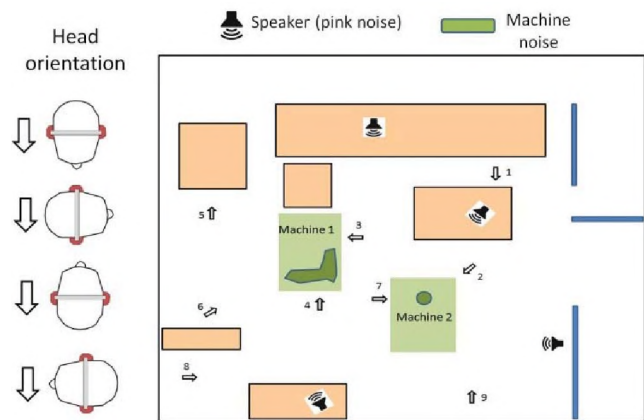 Head
orientation
Speaker (pink noise)
Machine
noise
1
5
Machine 1
3
2
4
7
6
Machine 2
8
9